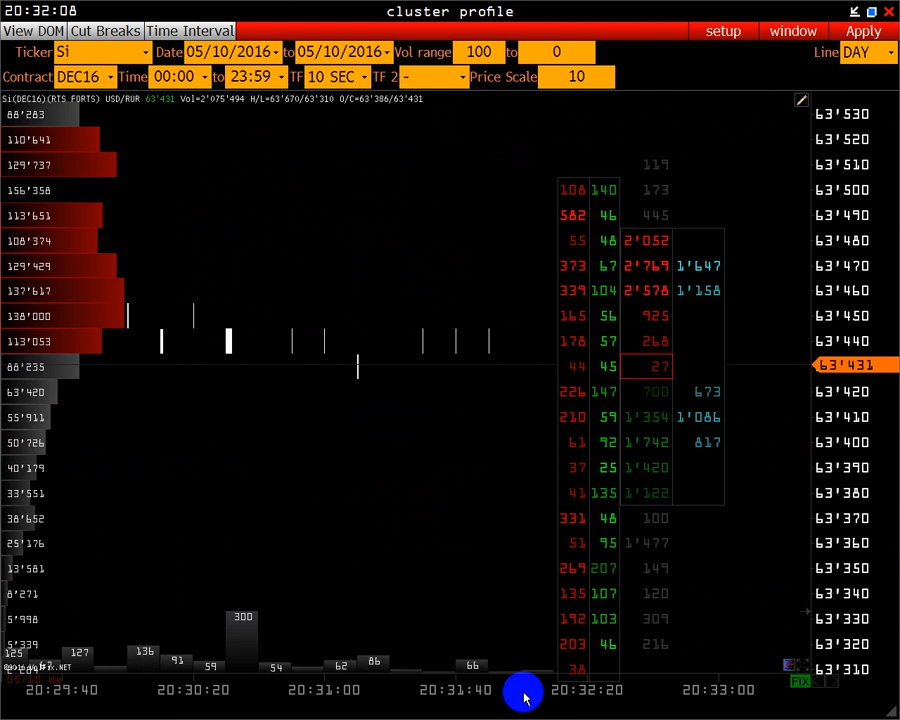 20:32:08 cluster profile
View DOM Cut Breaks Time Interval setup window Apply
Ticker Si Date 05/10/2016 to 05/10/2016 Vol range 100 to 0 Line DAY
Contract DEC16 Time 00:00 to 23:59 TF 10 SEC TF 2 - Price Scale 10
Si(DEC16)(RTS FORTS) USD/RUR 63'431 Vol=2'075'494 H/L=63'670/63'310 O/C=63'386/63'431
88'283 63'530
110'641 63'520
129'737 119 63'510
156'358 108 140 173 63'500
113'651 582 46 445 63'490
108'374 55 48 2'052 63'480
129'429 373 67 2'769 1'647 63'470
137'617 339 104 2'578 1'158 63'460
138'000 165 56 925 63'450
113'053 178 57 268 63'440
88'235 44 45 27 63'431
63'420 226 147 700 673 63'420
55'911 210 59 1'354 1'086 63'410
50'726 61 92 1'742 817 63'400
40'179 37 25 1'420 63'390
33'551 41 135 1'122 63'380
38'652 331 48 100 63'370
25'176 51 95 1'477 63'360
13'581 269 207 149 63'350
8'271 135 107 120 63'340
5'998 300 192 103 309 63'330
5'339 203 46 216 63'320
125 127 136 91 59 54 62 86 66
38 63'310
05/10 We FIX
20:29:40 20:30:20 20:31:00 20:31:40 20:32:20 20:33:00